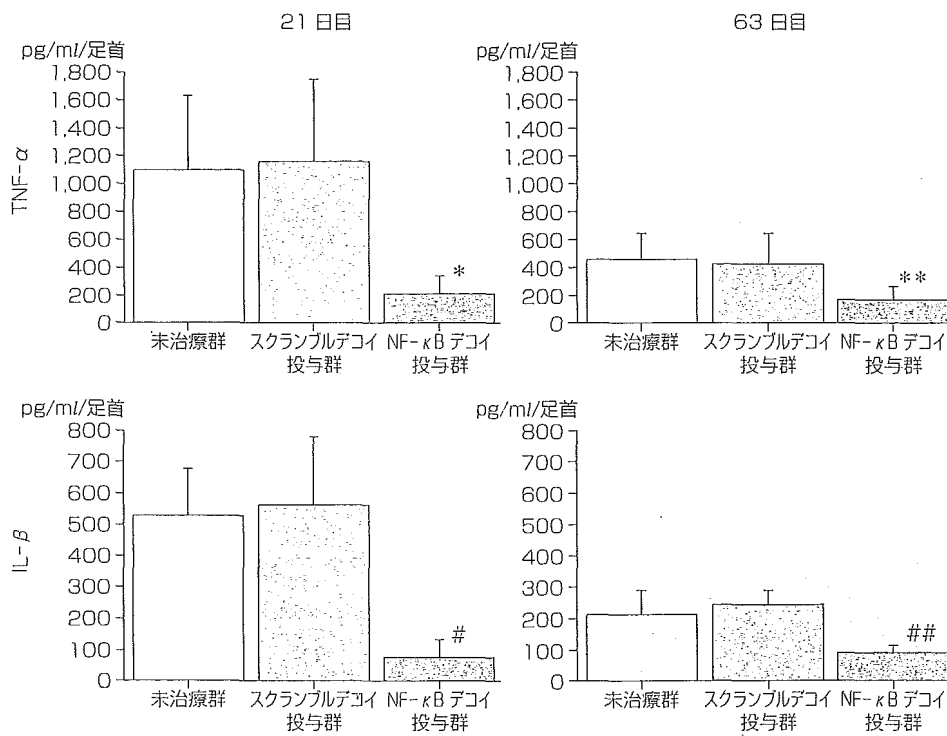 21 日目
63 日目
pg/ml/足首
1,800
1,600
1,400
1,200
1,000
800
600
400
200
0
TNF-α
*
未治療群
スクランブルデコイ
投与群
NF-κB デコイ
投与群
pg/ml/足首
1,800
1,600
1,400
1,200
1,000
800
600
400
200
0
**
未治療群
スクランブルデコイ
投与群
NF-κB デコイ
投与群
pg/ml/足首
800
700
600
500
400
300
200
100
0
IL-β
#
未治療群
スクランブルデコイ
投与群
NF-κB デコイ
投与群
pg/ml/足首
800
700
600
500
400
300
200
100
0
##
未治療群
スクランブルデコイ
投与群
NF-κB デコイ
投与群